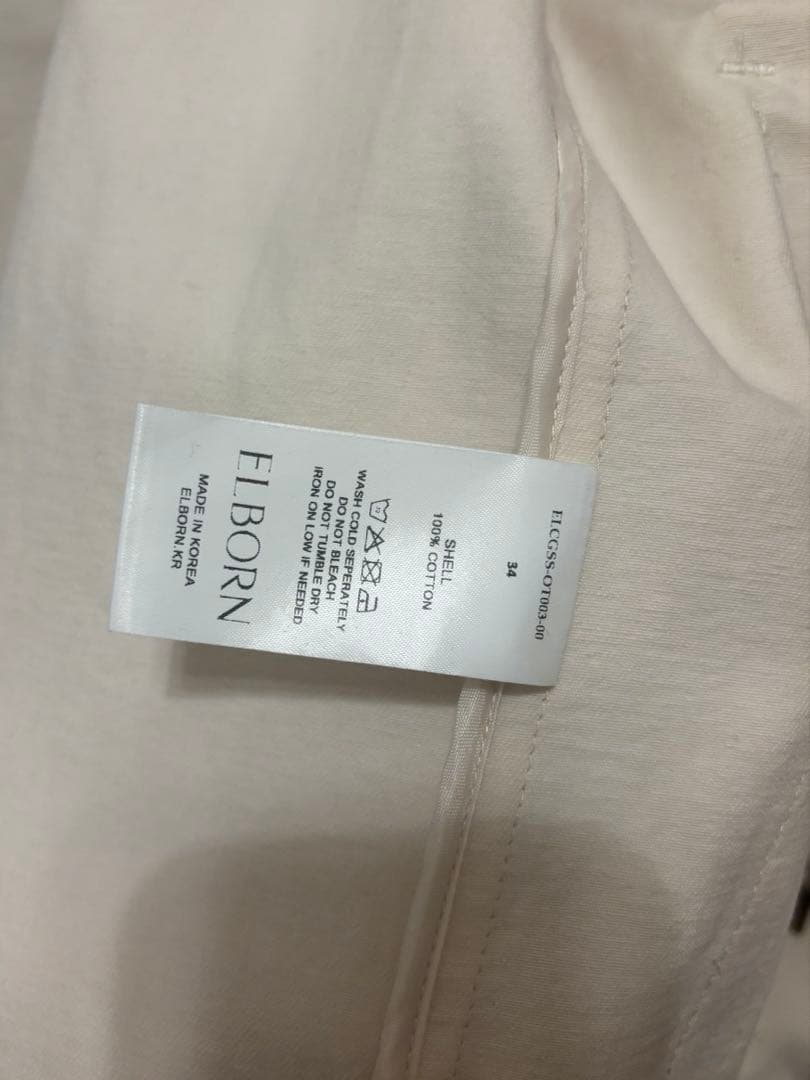 ELCGSS-OT003-00
34
SHELL
100% COTTON
WASH COLD SEPERATELY
DO NOT BLEACH
DO NOT TUMBLE DRY
IRON ON LOW IF NEEDED
ELBORN
MADE IN KOREA
ELBORN.KR